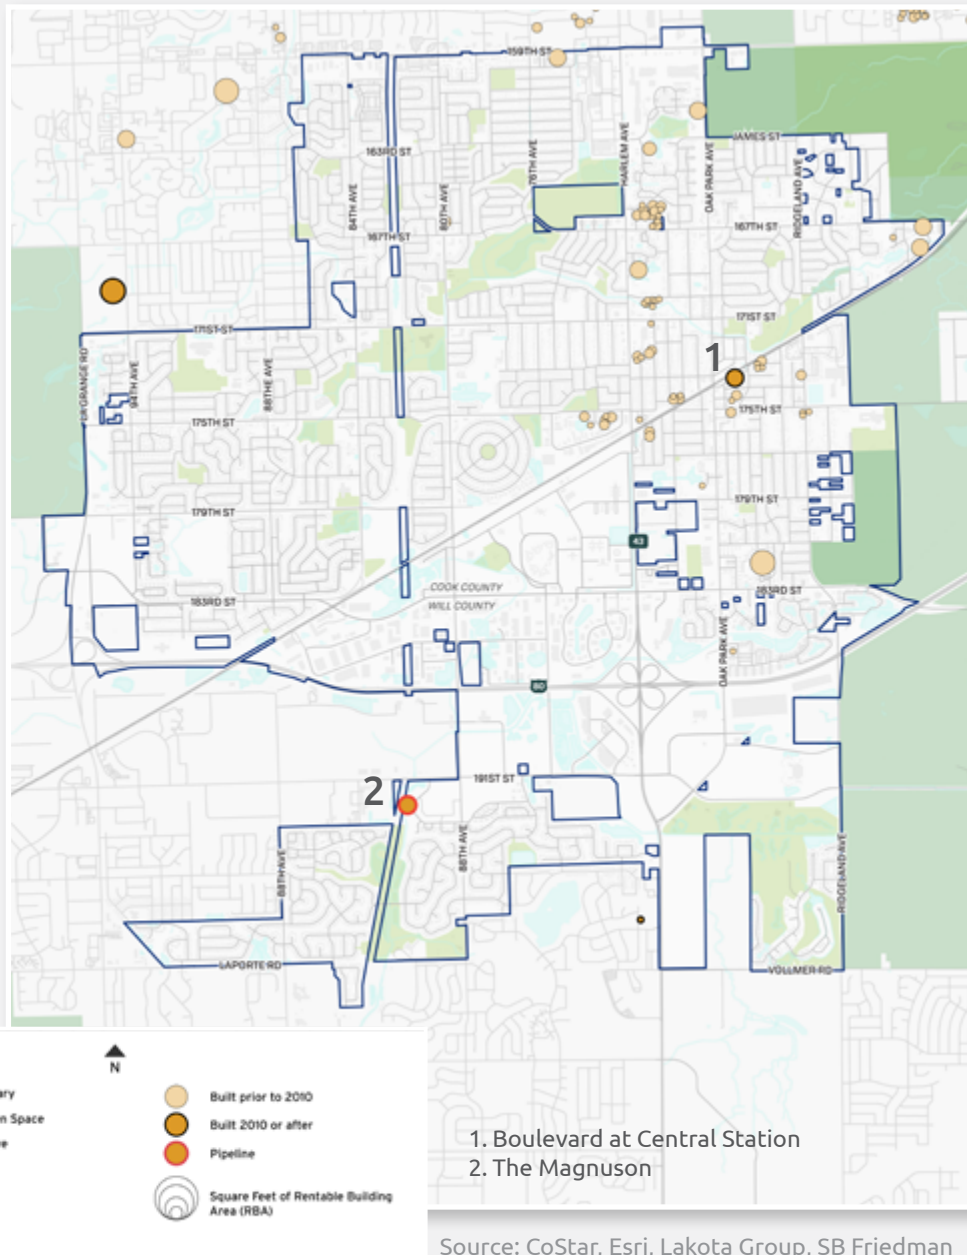 159TH ST
JAMES ST
163RD ST
76TH AVE
HARLEM AVE
OAK PARK AVE
RIDGELAND AVE
84TH AVE
80TH AVE
167TH ST
167TH ST
171ST ST
171ST ST
1
LA GRANGE RD
94TH AVE
88THE AVE
175TH ST
175TH ST
179TH ST
179TH ST
43
COOK COUNTY
WILL COUNTY
183RD ST
183RD ST
OAK PARK AVE
80
191ST ST
2
88TH AVE
88TH AVE
RIDGELAND AVE
LAPORTE RD
VOLLMER RD
N
ary
n Space
e
Built prior to 2010
Built 2010 or after
Pipeline
Square Feet of Rentable Building
Area (RBA)
1. Boulevard at Central Station
2. The Magnuson
Source: CoStar, Esri, Lakota Group, SB Friedman